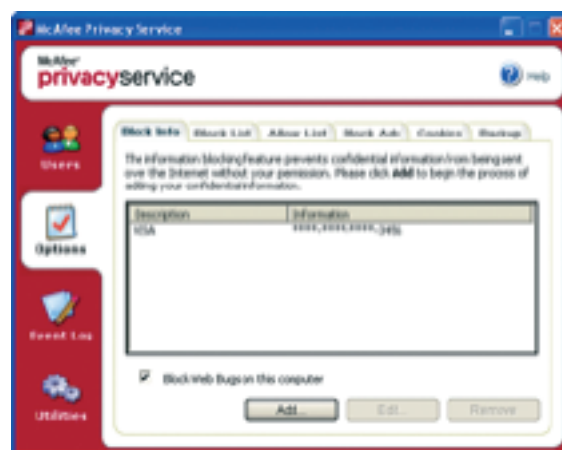 McAfee Privacy Service
McAfee
privacyservice
Help
Users
Options
Event Log
Utilities
Block Info Block List Allow List Block Ads Cookies Backup
The information blocking feature prevents confidential information from being sent
over the Internet without your permission. Please click Add to begin the process of
adding your confidential information.
Description Information
VISA ****-****-****-3456
Block Web Bugs on this computer
Add... Edit... Remove